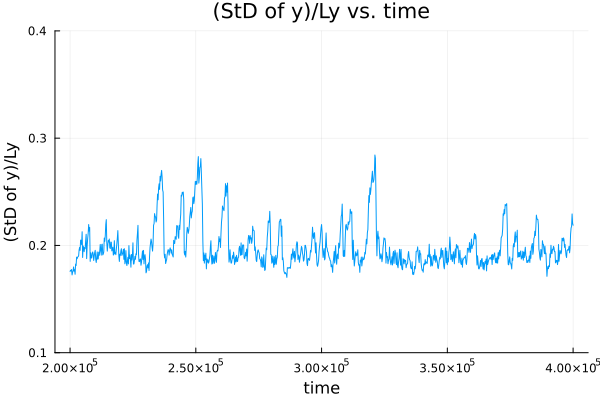 (StD of y)/Ly vs. time
(StD of y)/Ly
0.4
0.3
0.2
0.1
2.00×10⁵ 2.50×10⁵ 3.00×10⁵ 3.50×10⁵ 4.00×10⁵
time